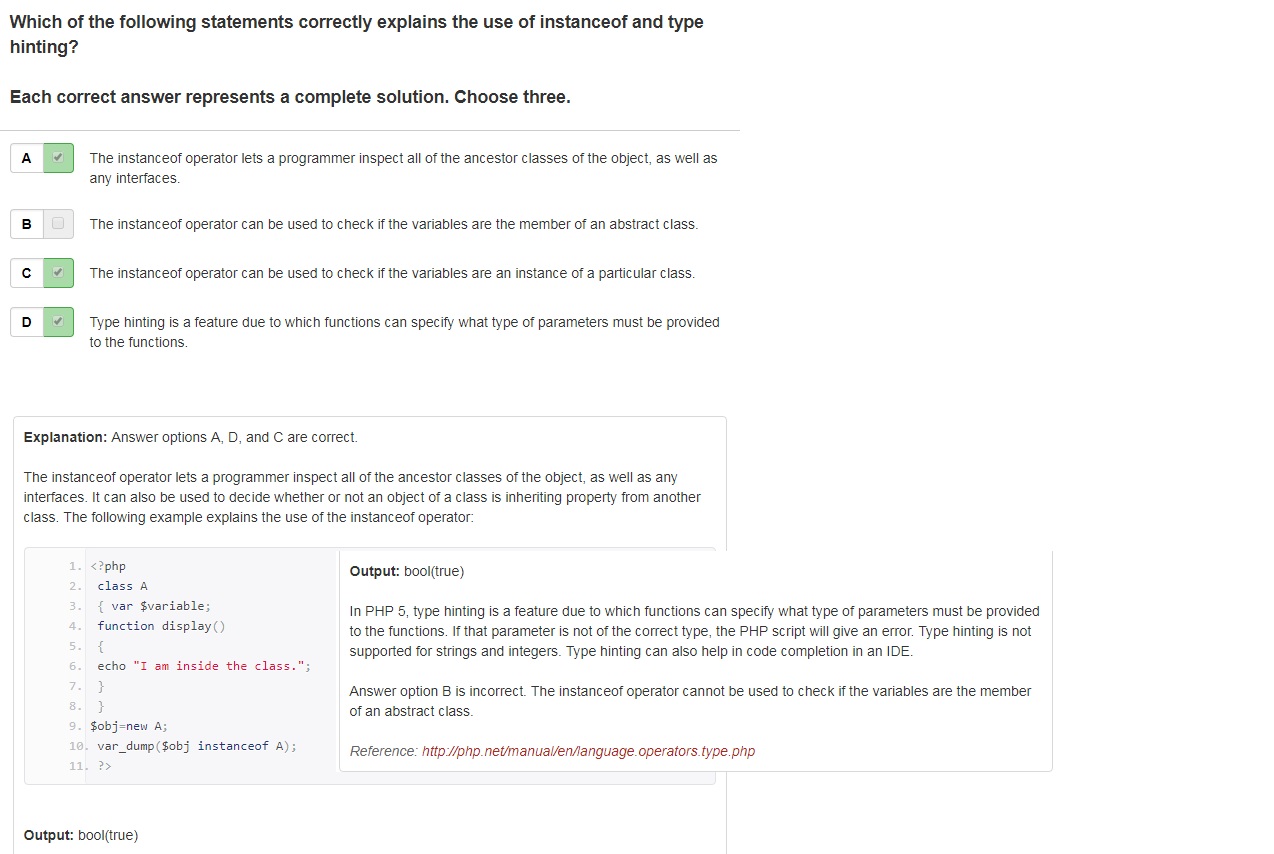 Which of the following statements correctly explains the use of instanceof and type
hinting?
Each correct answer represents a complete solution. Choose three.
A The instanceof operator lets a programmer inspect all of the ancestor classes of the object, as well as
any interfaces.
B The instanceof operator can be used to check if the variables are the member of an abstract class.
C The instanceof operator can be used to check if the variables are an instance of a particular class.
D Type hinting is a feature due to which functions can specify what type of parameters must be provided
to the functions.
Explanation: Answer options A, D, and C are correct.
The instanceof operator lets a programmer inspect all of the ancestor classes of the object, as well as any
interfaces. It can also be used to decide whether or not an object of a class is inheriting property from another
class. The following example explains the use of the instanceof operator:
1. <?php
2. class A
3. { var $variable;
4. function display()
5. {
6. echo "I am inside the class.";
7. }
8. }
9. $obj=new A;
10. var_dump($obj instanceof A);
11. ?>
Output: bool(true)
Output: bool(true)
In PHP 5, type hinting is a feature due to which functions can specify what type of parameters must be provided
to the functions. If that parameter is not of the correct type, the PHP script will give an error. Type hinting is not
supported for strings and integers. Type hinting can also help in code completion in an IDE.
Answer option B is incorrect. The instanceof operator cannot be used to check if the variables are the member
of an abstract class.
Reference: http://php.net/manual/en/language.operators.type.php